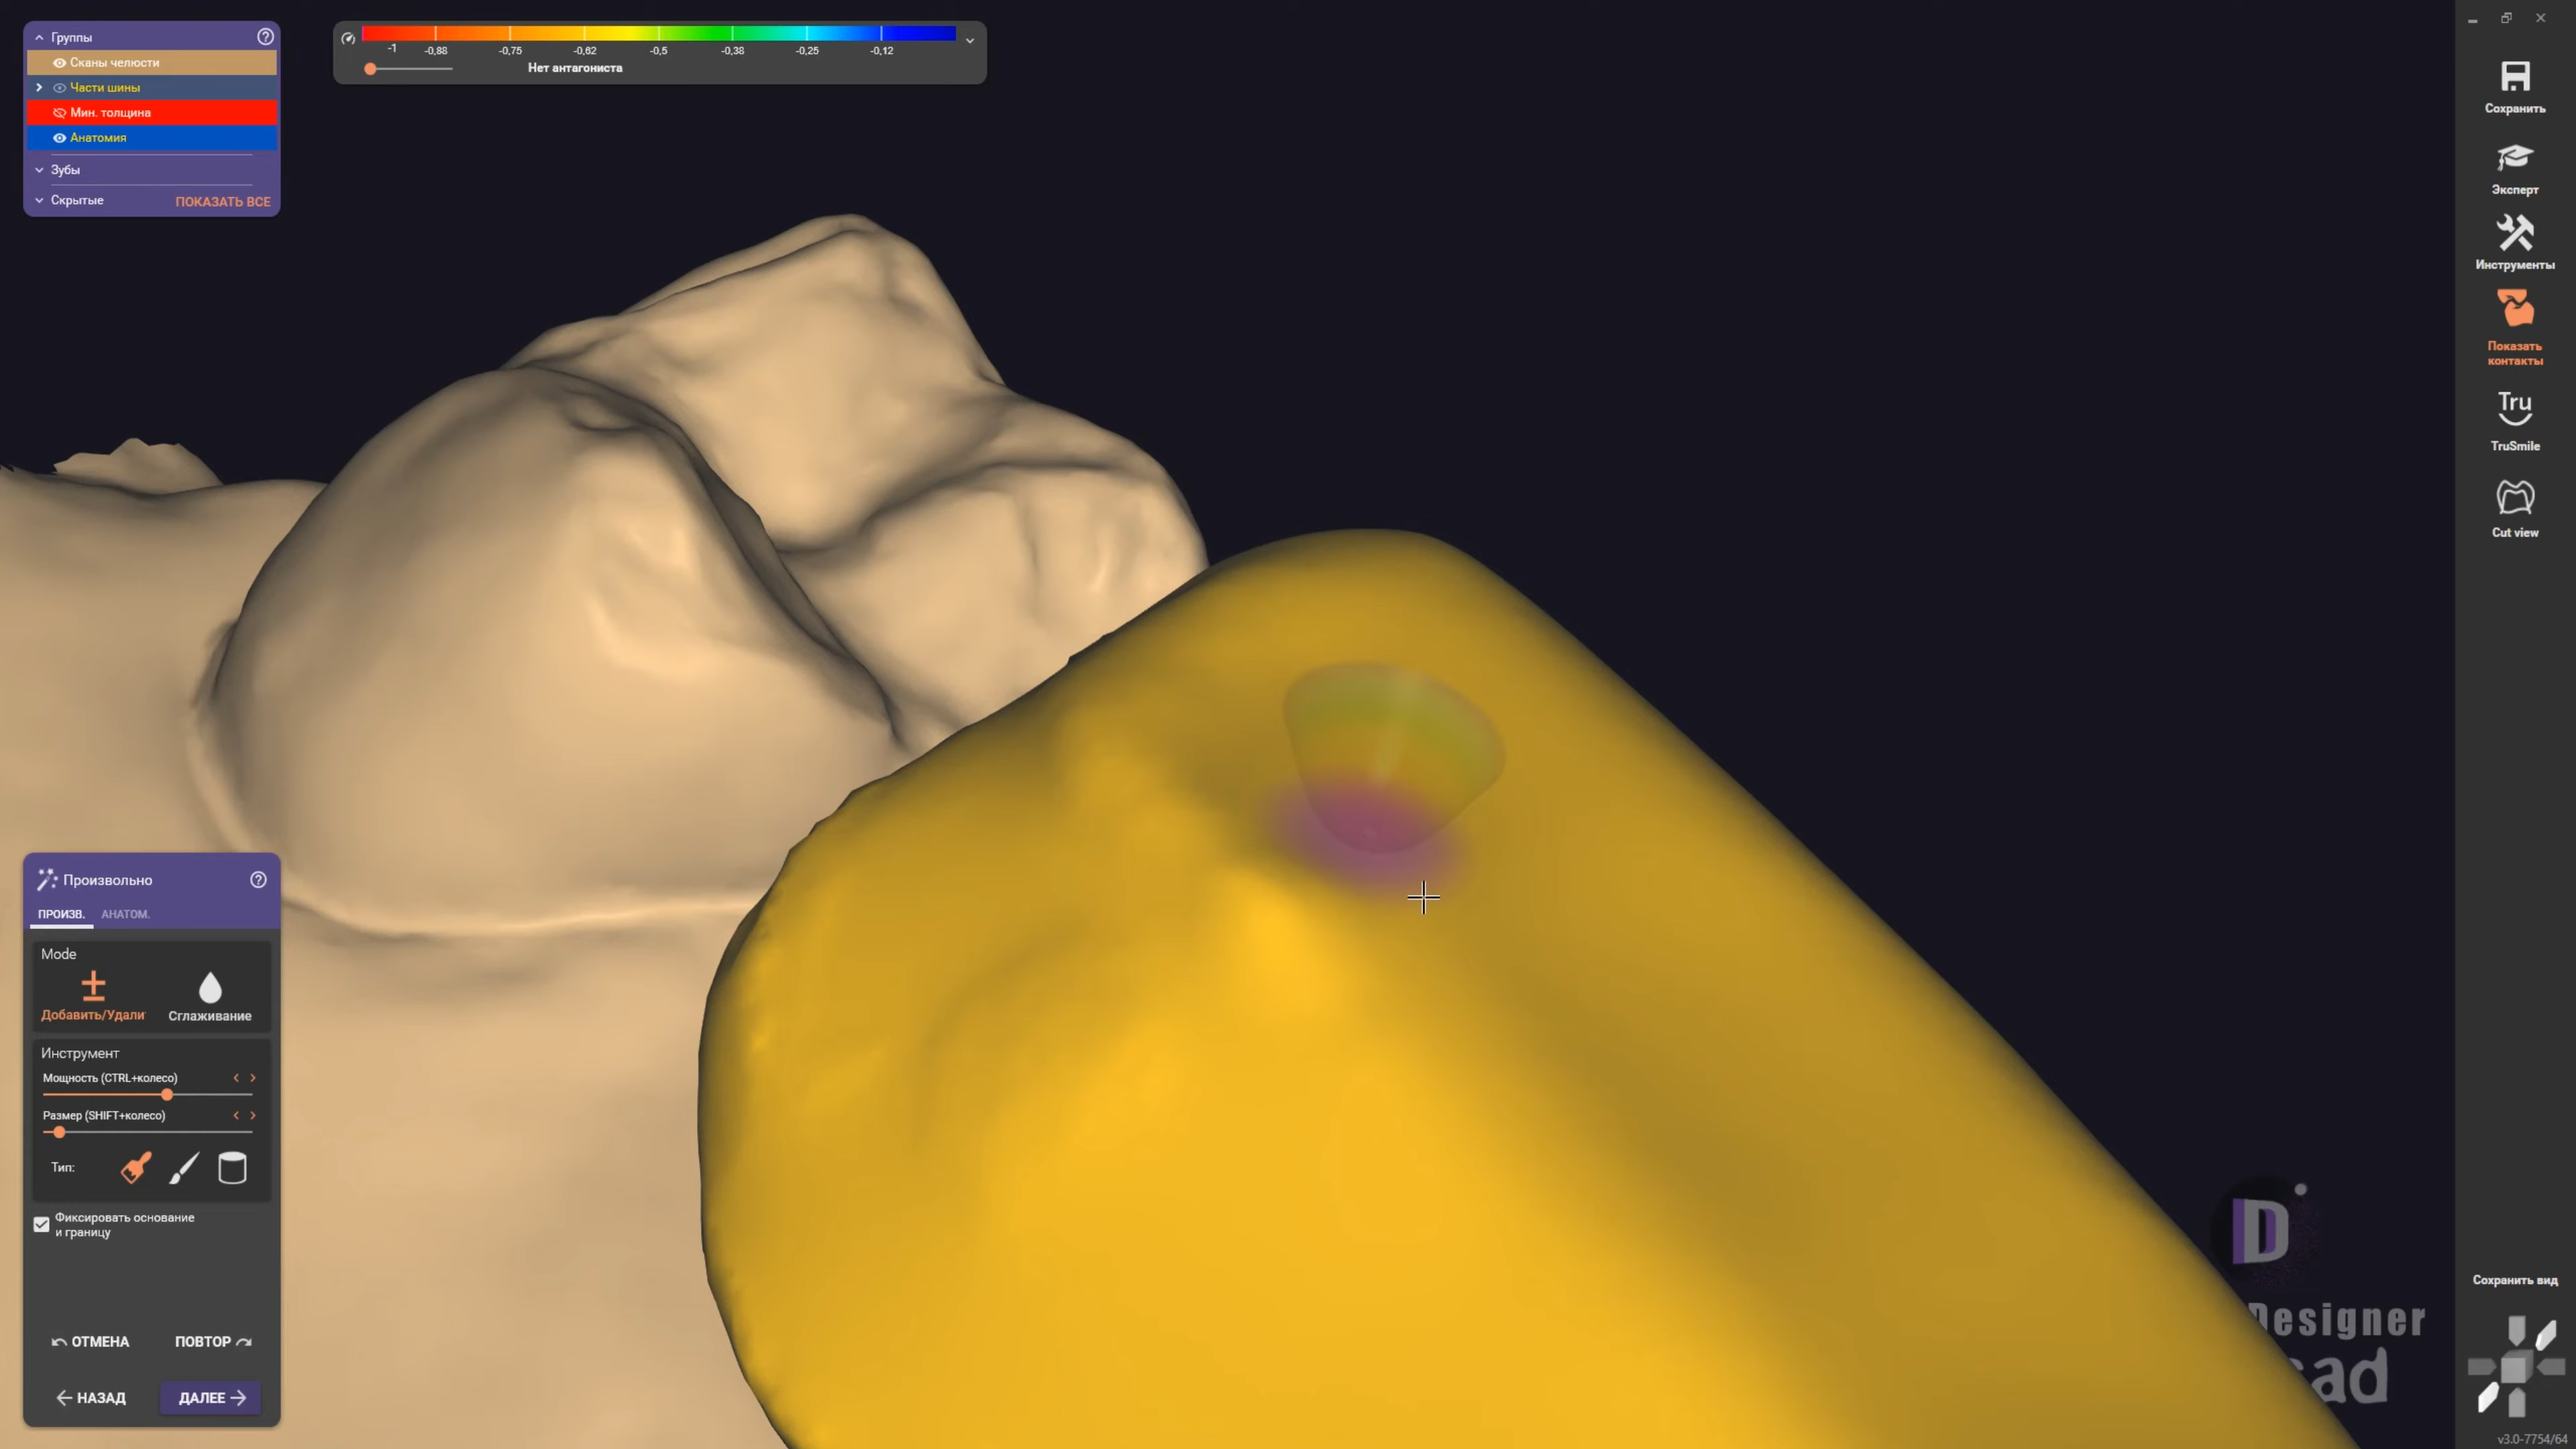 Группы
Сканы челюсти
Части шины
Мин. толщина
Анатомия
Зубы
Скрытые ПОКАЗАТЬ ВСЕ
-1 -0,88 -0,75 -0,62 -0,5 -0,38 -0,25 -0,12
Нет антагониста
Сохранить
Эксперт
Инструменты
Показать
контакты
Tru
TruSmile
Cut view
Произвольно
ПРОИЗВ. АНАТОМ.
Mode
Добавить/Удали
Сглаживание
Инструмент
Мощность (CTRL+колесо)
Размер (SHIFT+колесо)
Тип:
Фиксировать основание
и границу
ОТМЕНА ПОВТОР
НАЗАД ДАЛЕЕ
D
Designer
cad
Сохранить вид
v3.0-7754/64